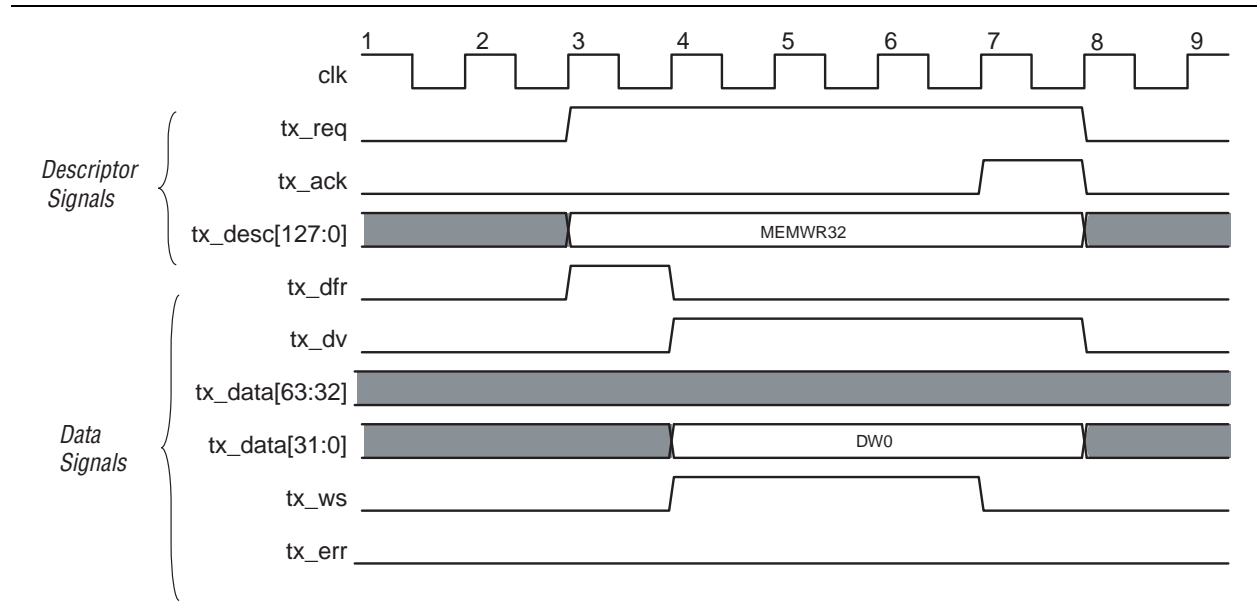 1 2 3 4 5 6 7 8 9
clk
tx_req
Descriptor
Signals
tx_ack
tx_desc[127:0] MEMWR32
tx_dfr
tx_dv
tx_data[63:32]
Data
Signals
tx_data[31:0] DW0
tx_ws
tx_err